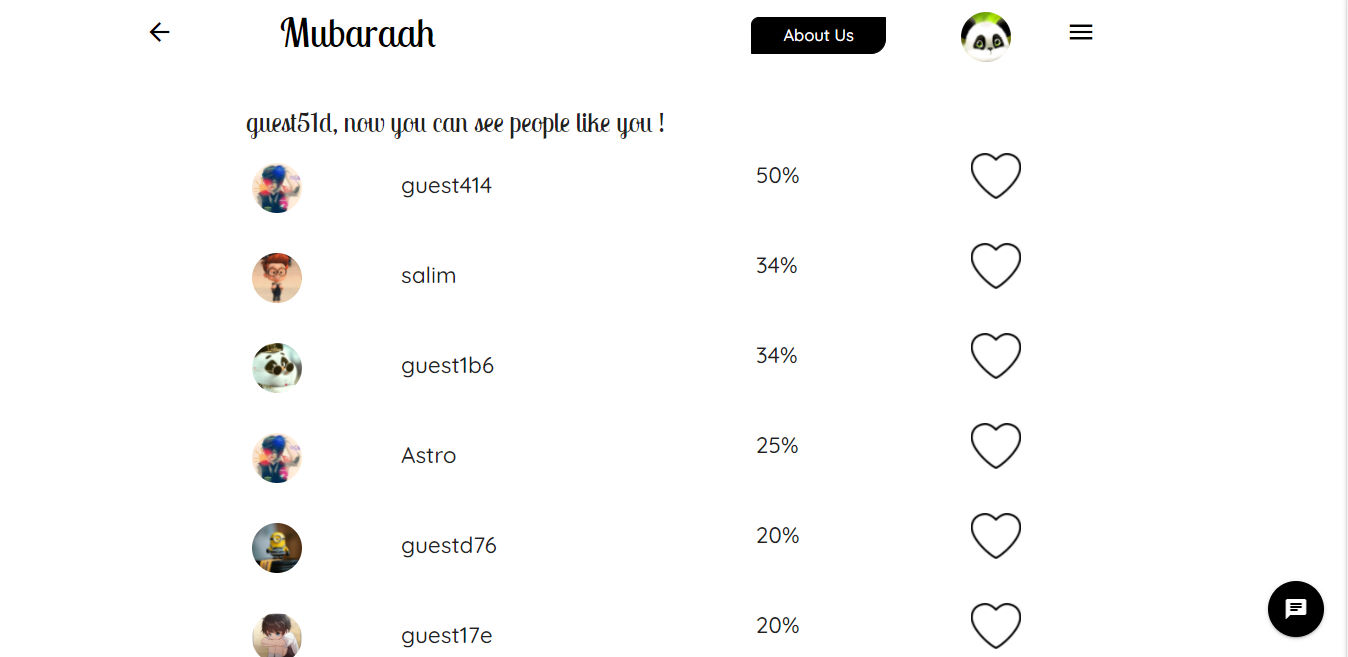 Mubaraah
About Us
guest51d, now you can see people like you !
guest414
50%
salim
34%
guest1b6
34%
Astro
25%
guestd76
20%
guest17e
20%